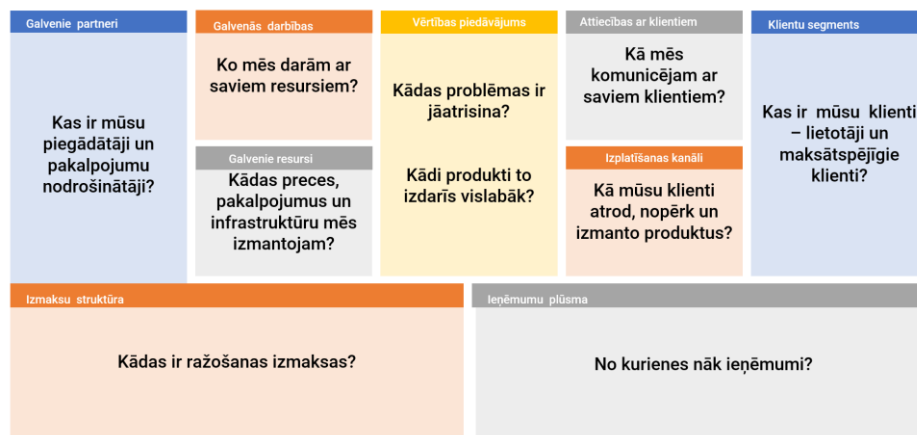 Galvenie partneri
Kas ir mūsu
piegādātāji un
pakalpojumu
nodrošinātāji?
Galvenās darbības
Ko mēs darām ar
saviem resursiem?
Galvenie resursi
Kādas preces,
pakalpojumus un
infrastruktūru mēs
izmantojam?
Vērtības piedāvājums
Kādas problēmas ir
jāatrisina?
Kādi produkti to
izdarīs vislabāk?
Attiecības ar klientiem
Kā mēs
komunicējam ar
saviem klientiem?
Izplatīšanas kanāli
Kā mūsu klienti
atrod, nopērk un
izmanto produktus?
Klientu segments
Kas ir mūsu klienti
– lietotāji un
maksātspējīgie
klienti?
Izmaksu struktūra
Kādas ir ražošanas izmaksas?
Ieņēmumu plūsma
No kurienes nāk ieņēmumi?